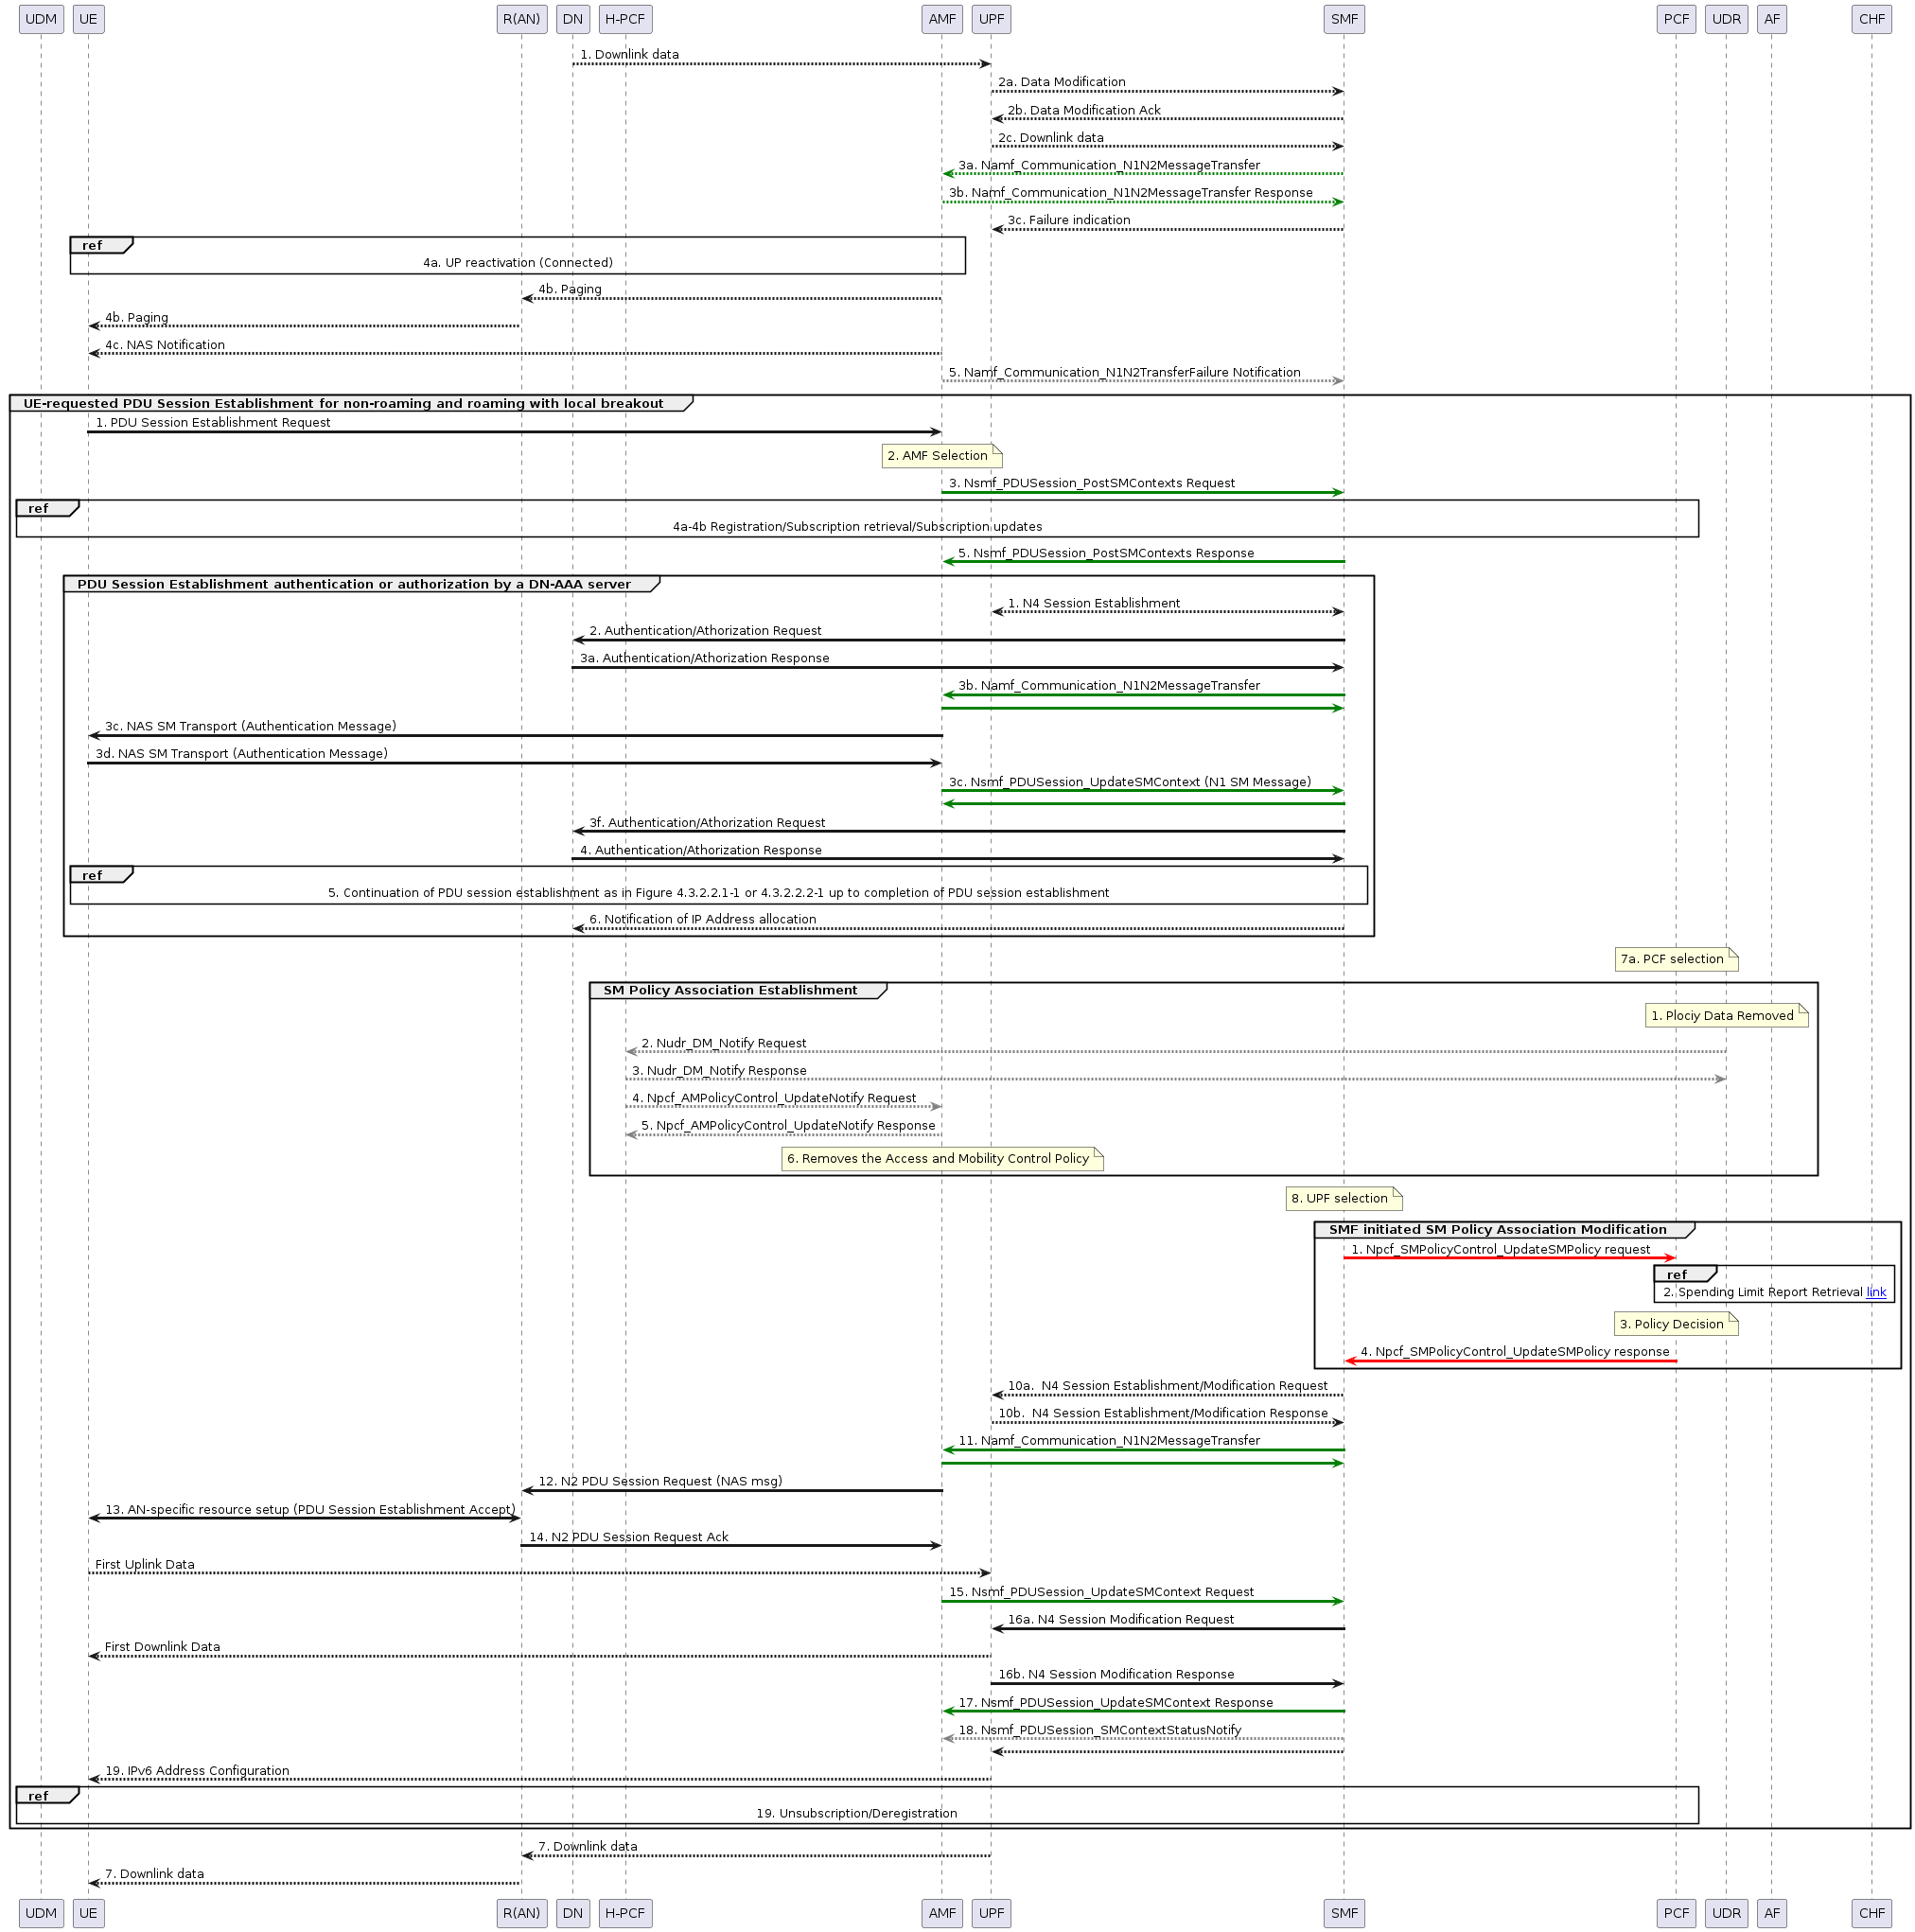 UDM UE R(AN) DN H-PCF AMF UPF SMF PCF UDR AF CHF
1. Downlink data
2a. Data Modification
2b. Data Modification Ack
2c. Downlink data
3a. Namf_Communication_N1N2MessageTransfer
3b. Namf_Communication_N1N2MessageTransfer Response
3c. Failure indication
ref
4a. UP reactivation (Connected)
4b. Paging
4b. Paging
4c. NAS Notification
5. Namf_Communication_N1N2TransferFailure Notification
UE-requested PDU Session Establishment for non-roaming and roaming with local breakout
1. PDU Session Establishment Request
2. AMF Selection
3. Nsmf_PDUSession_PostSMContexts Request
ref
4a-4b Registration/Subscription retrieval/Subscription updates
5. Nsmf_PDUSession_PostSMContexts Response
PDU Session Establishment authentication or authorization by a DN-AAA server
1. N4 Session Establishment
2. Authentication/Athorization Request
3a. Authentication/Athorization Response
3b. Namf_Communication_N1N2MessageTransfer
3c. NAS SM Transport (Authentication Message)
3d. NAS SM Transport (Authentication Message)
3c. Nsmf_PDUSession_UpdateSMContext (N1 SM Message)
3f. Authentication/Athorization Request
4. Authentication/Athorization Response
ref
5. Continuation of PDU session establishment as in Figure 4.3.2.2.1-1 or 4.3.2.2.2-1 up to completion of PDU session establishment
6. Notification of IP Address allocation
7a. PCF selection
SM Policy Association Establishment
1. Plociy Data Removed
2. Nudr_DM_Notify Request
3. Nudr_DM_Notify Response
4. Npcf_AMPolicyControl_UpdateNotify Request
5. Npcf_AMPolicyControl_UpdateNotify Response
6. Removes the Access and Mobility Control Policy
8. UPF selection
SMF initiated SM Policy Association Modification
1. Npcf_SMPolicyControl_UpdateSMPolicy request
ref
2. Spending Limit Report Retrieval link
3. Policy Decision
4. Npcf_SMPolicyControl_UpdateSMPolicy response
10a.  N4 Session Establishment/Modification Request
10b.  N4 Session Establishment/Modification Response
11. Namf_Communication_N1N2MessageTransfer
12. N2 PDU Session Request (NAS msg)
13. AN-specific resource setup (PDU Session Establishment Accept)
14. N2 PDU Session Request Ack
First Uplink Data
15. Nsmf_PDUSession_UpdateSMContext Request
16a. N4 Session Modification Request
First Downlink Data
16b. N4 Session Modification Response
17. Nsmf_PDUSession_UpdateSMContext Response
18. Nsmf_PDUSession_SMContextStatusNotify
19. IPv6 Address Configuration
ref
19. Unsubscription/Deregistration
7. Downlink data
7. Downlink data
UDM UE R(AN) DN H-PCF AMF UPF SMF PCF UDR AF CHF